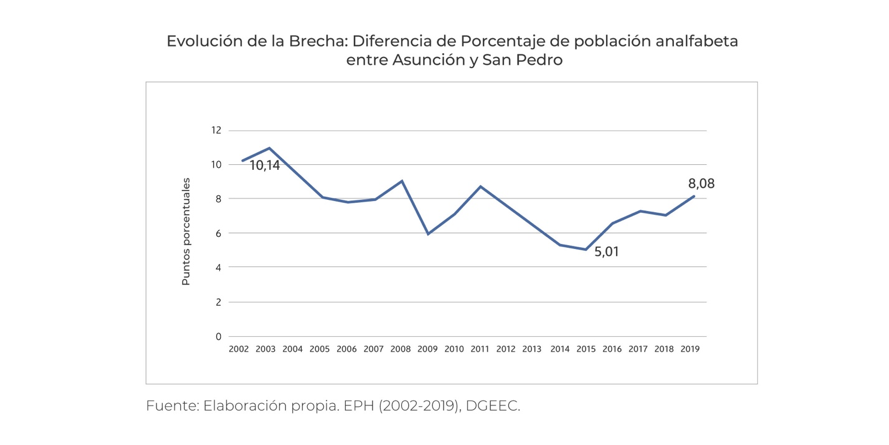 Evolución de la Brecha: Diferencia de Porcentaje de población analfabeta
entre Asunción y San Pedro
Puntos porcentuales
12
10
8
6
4
2
0
10,14
5,01
8,08
2002 2003 2004 2005 2006 2007 2008 2009 2010 2011 2012 2013 2014 2015 2016 2017 2018 2019
Fuente: Elaboración propia. EPH (2002-2019), DGEEC.